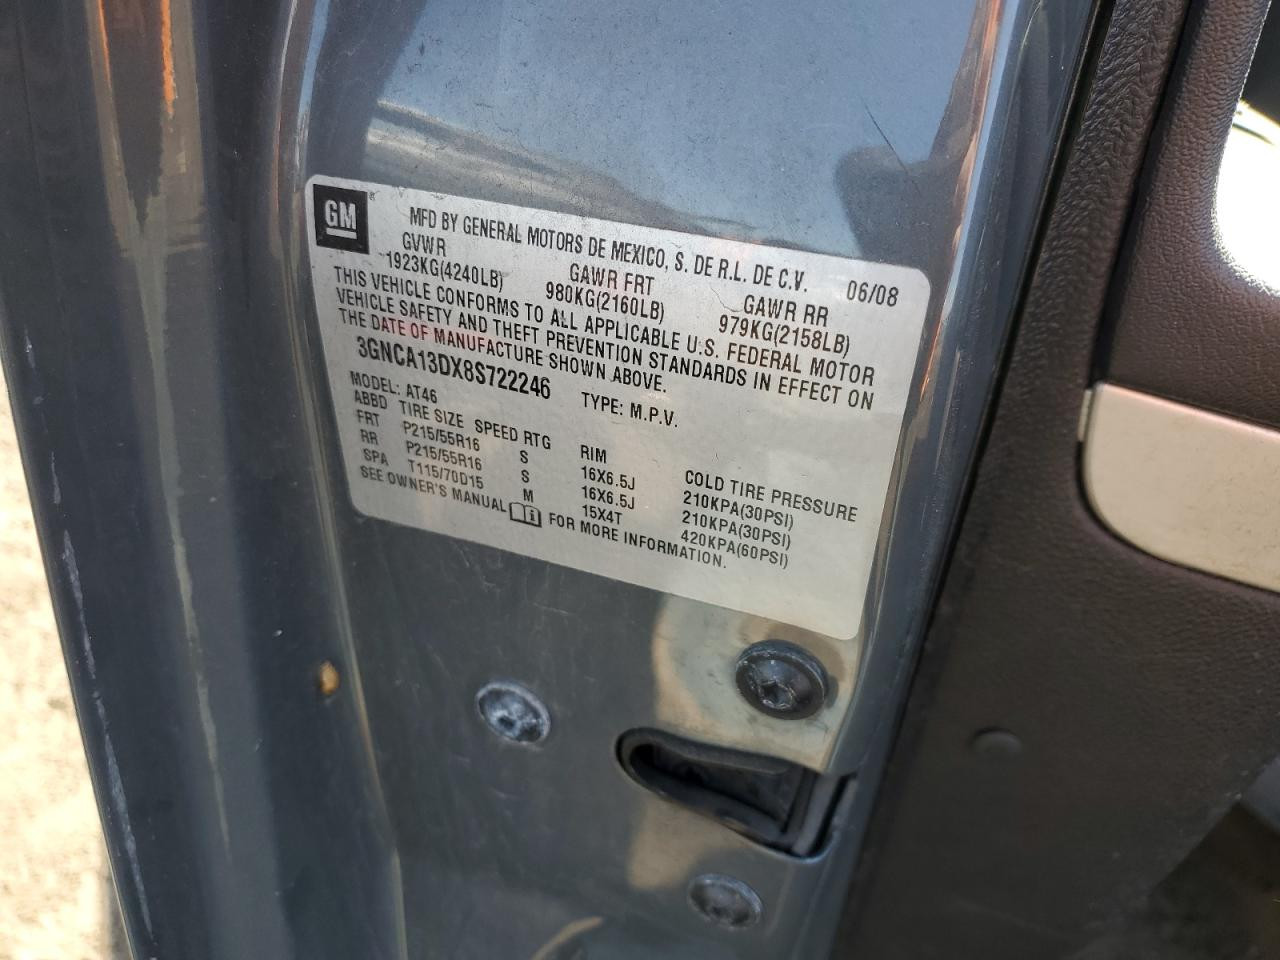 GM ® MFD BY GENERAL MOTORS DE MEXICO, S. DE R.L. DE C.V. 06/08
GVWR GAWR FRT GAWR RR
1923KG(4240LB) 980KG(2160LB) 979KG(2158LB)
THIS VEHICLE CONFORMS TO ALL APPLICABLE U.S. FEDERAL MOTOR
VEHICLE SAFETY AND THEFT PREVENTION STANDARDS IN EFFECT ON
THE DATE OF MANUFACTURE SHOWN ABOVE.
3GNCA13DX8S722246 TYPE: M.P.V.
MODEL: AT46
ABBD TIRE SIZE SPEED RTG RIM COLD TIRE PRESSURE
FRT P215/55R16 S 16X6.5J 210KPA(30PSI)
RR P215/55R16 S 16X6.5J 210KPA(30PSI)
SPA T115/70D15 M 15X4T 420KPA(60PSI)
SEE OWNER'S MANUAL FOR MORE INFORMATION.